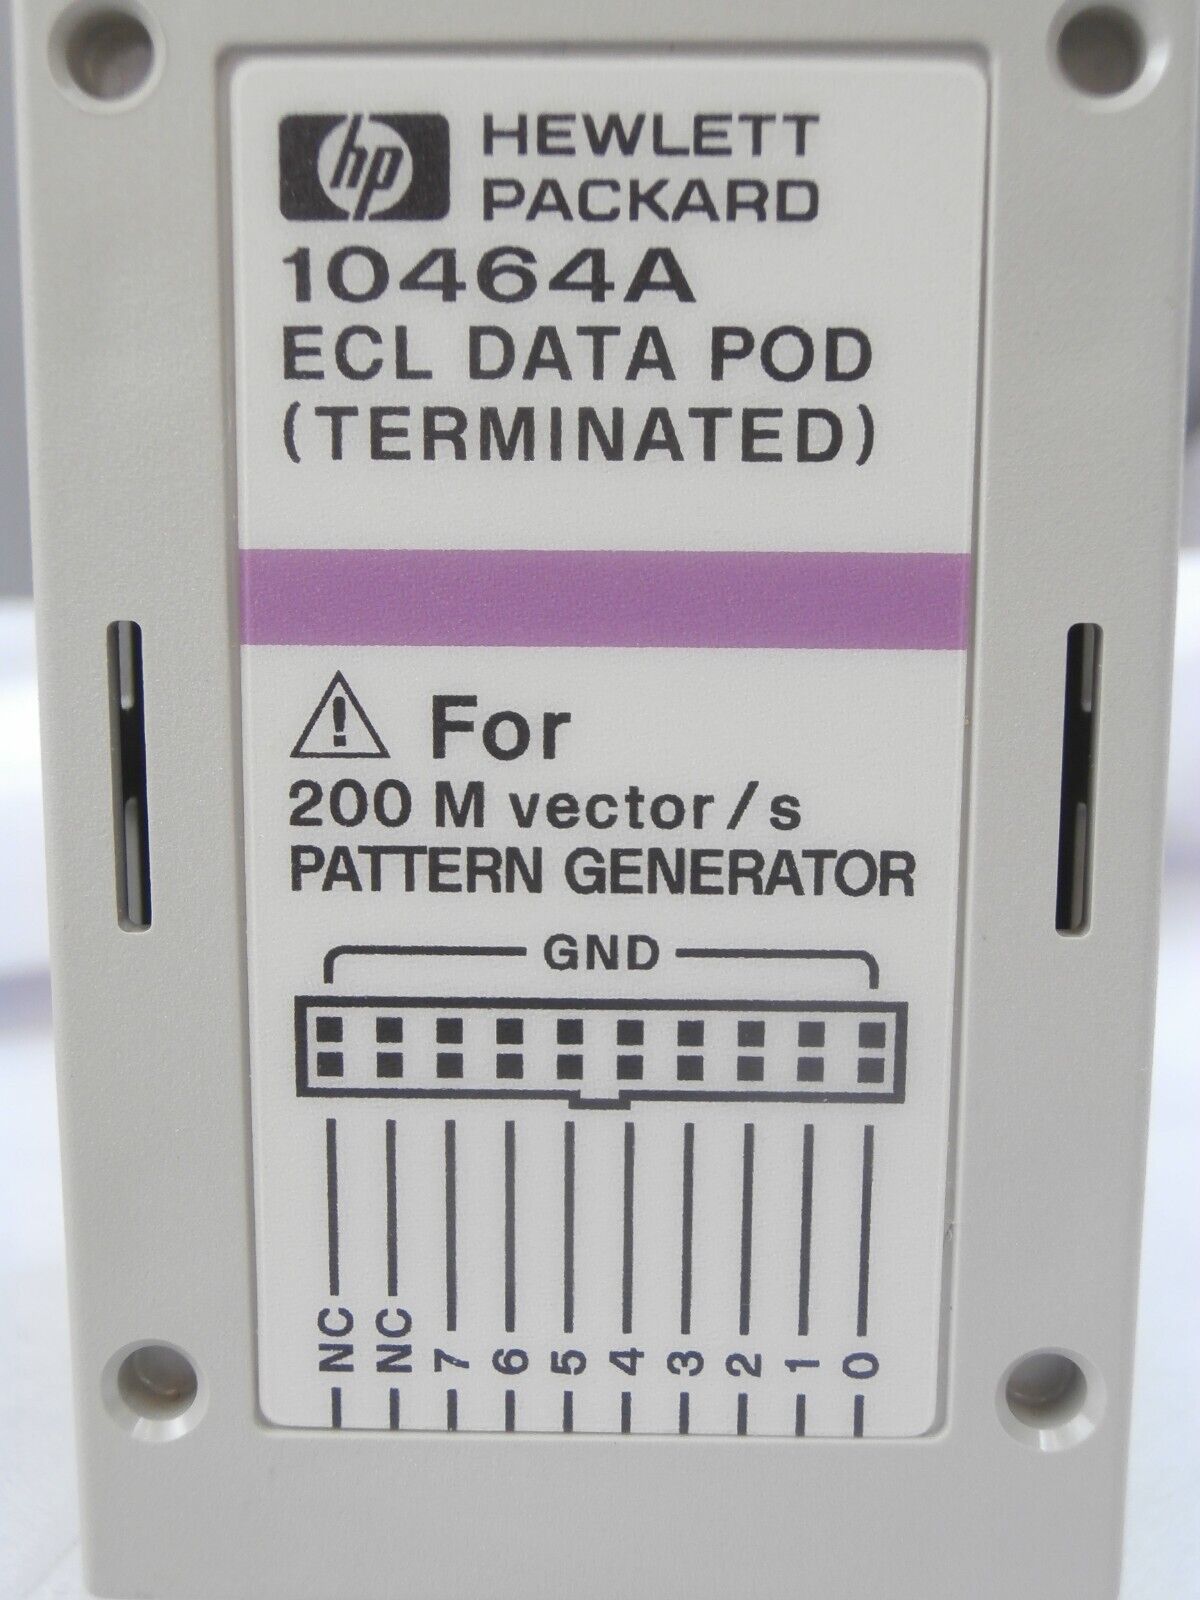 hp HEWLETT
PACKARD
10464A
ECL DATA POD
(TERMINATED)
! For
200 M vector/s
PATTERN GENERATOR
GND
NC NC 7 6 5 4 3 2 1 0